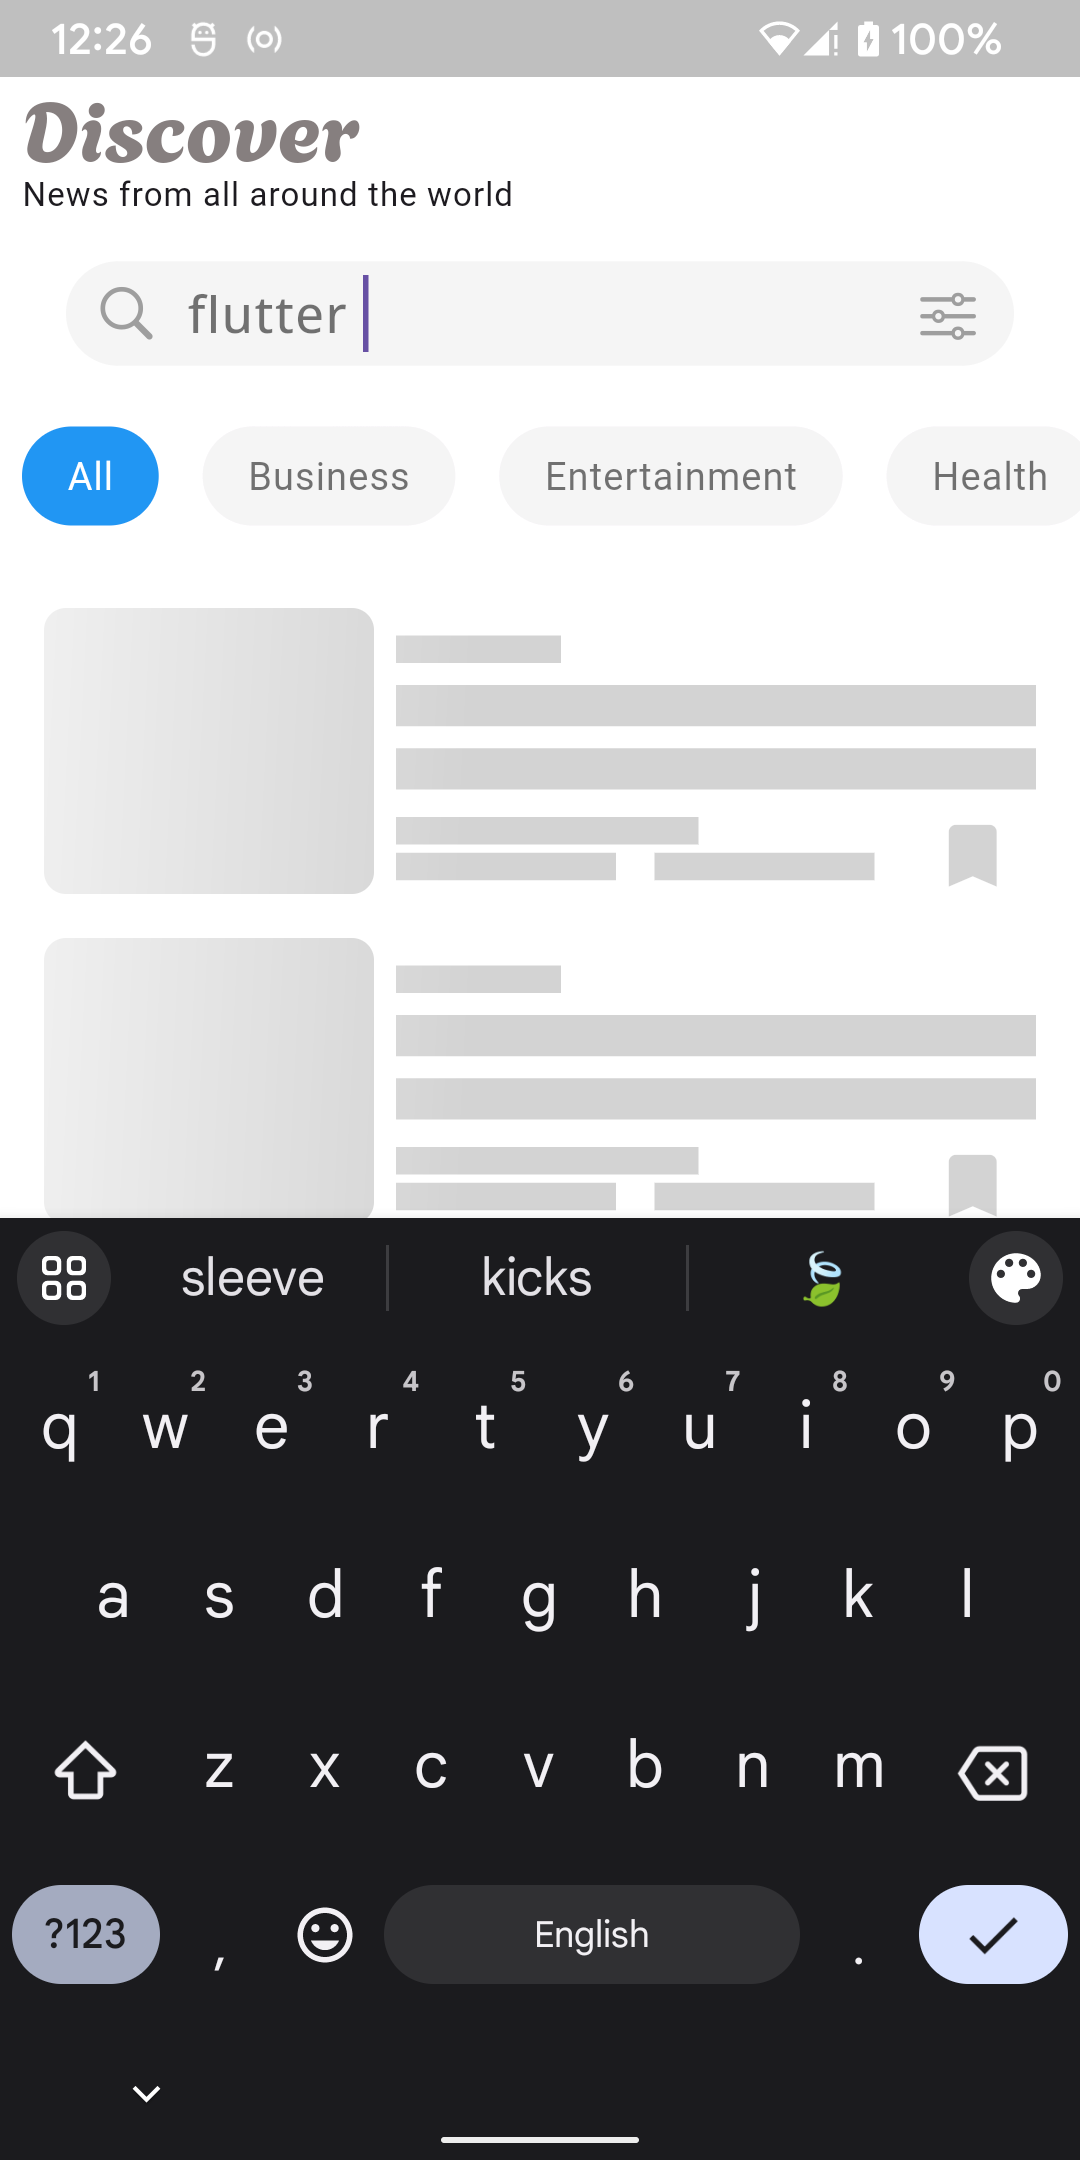 12:26 100%
Discover
News from all around the world
flutter
All Business Entertainment Health
sleeve kicks 🍃
1 2 3 4 5 6 7 8 9 0
q w e r t y u i o p
a s d f g h j k l
z x c v b n m
?123 , English .